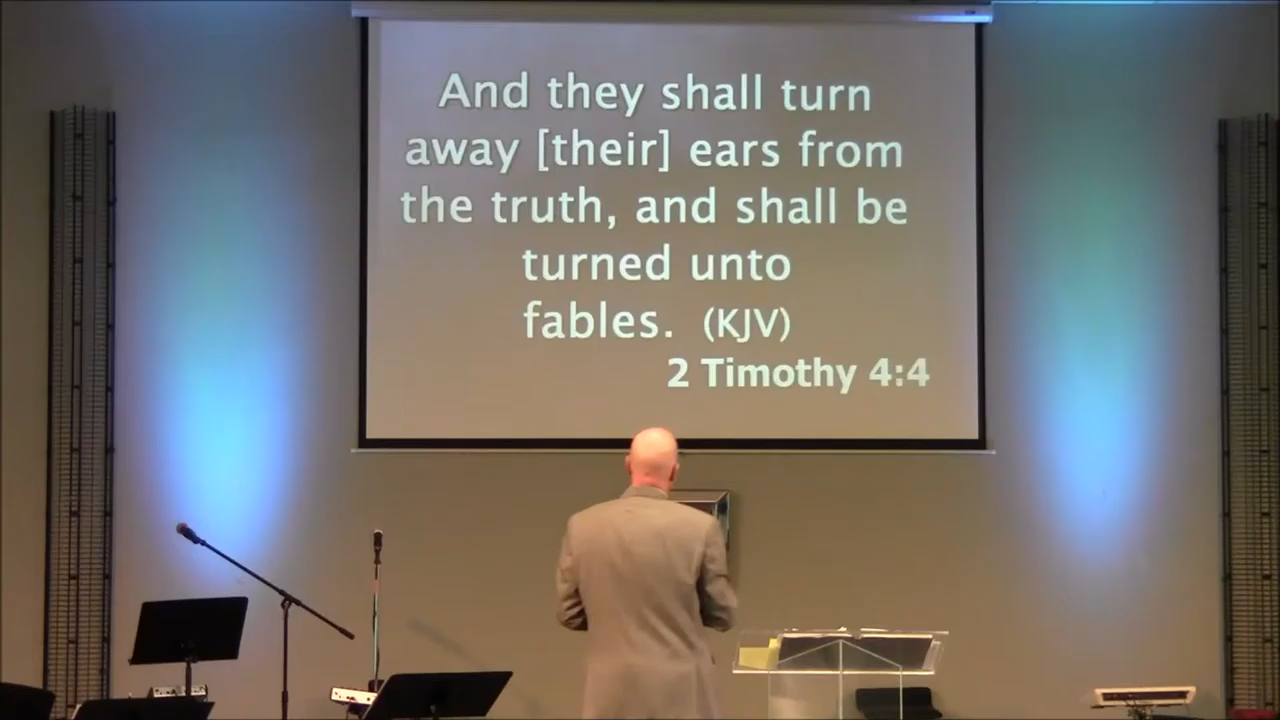 And they shall turn
away [their] ears from
the truth, and shall be
turned unto
fables. (KJV)
2 Timothy 4:4